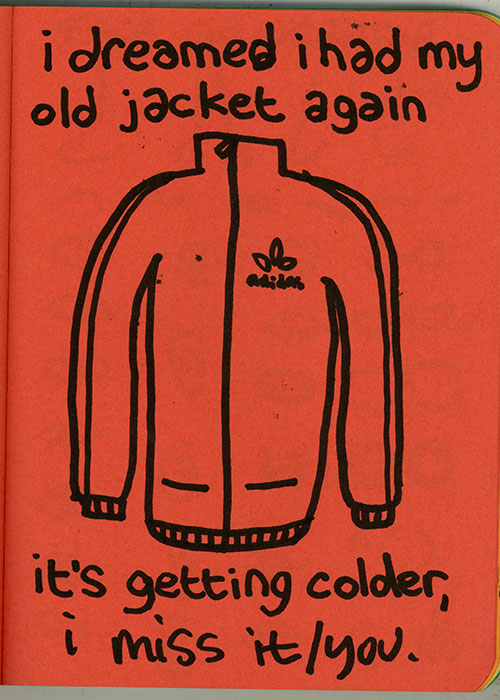 i dreamed i had my
old jacket again
adidas
it's getting colder,
i miss it/you.